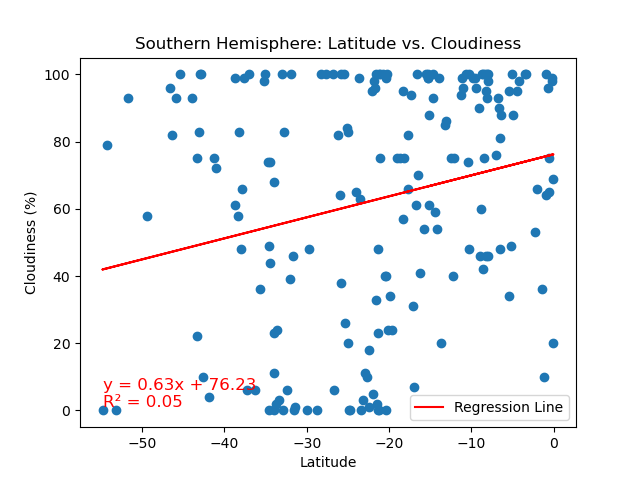 Southern Hemisphere: Latitude vs. Cloudiness
100
80
60
40
20
0
Cloudiness (%)
y = 0.63x + 76.23
R² = 0.05
Regression Line
−50
−40
−30
−20
−10
0
Latitude